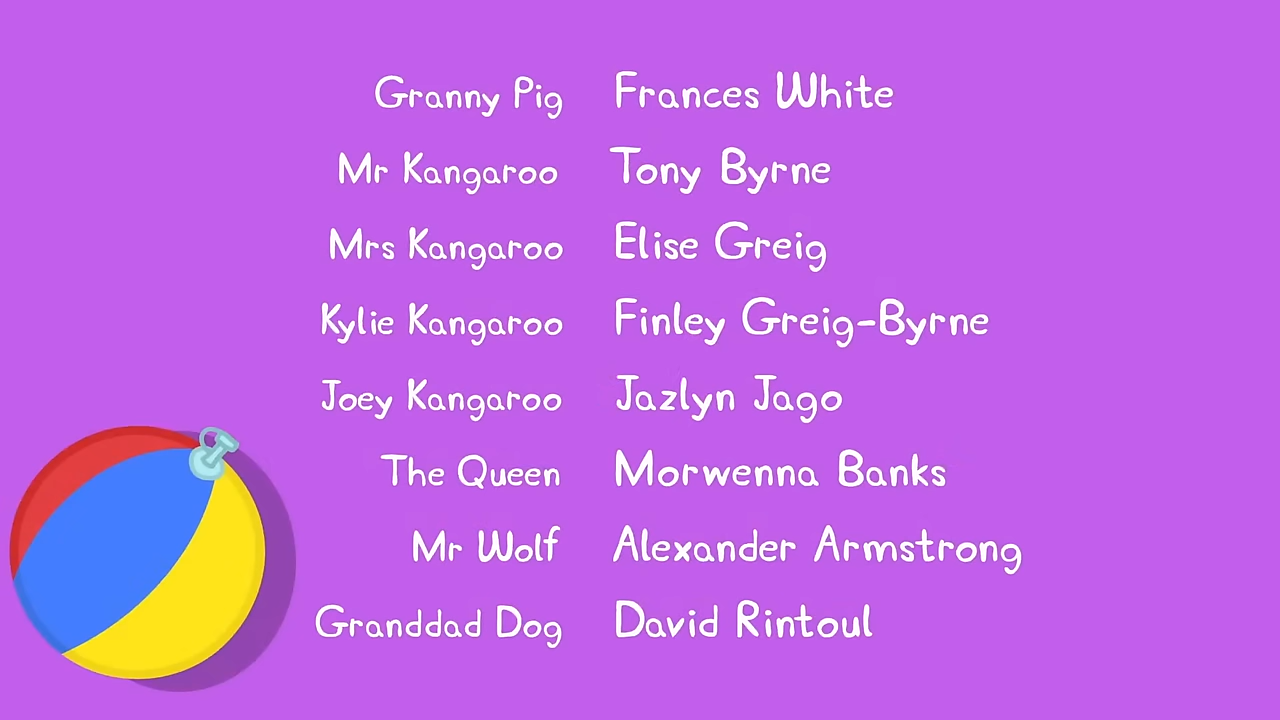 Granny Pig Frances White
Mr Kangaroo Tony Byrne
Mrs Kangaroo Elise Greig
Kylie Kangaroo Finley Greig-Byrne
Joey Kangaroo Jazlyn Jago
The Queen Morwenna Banks
Mr Wolf Alexander Armstrong
Granddad Dog David Rintoul